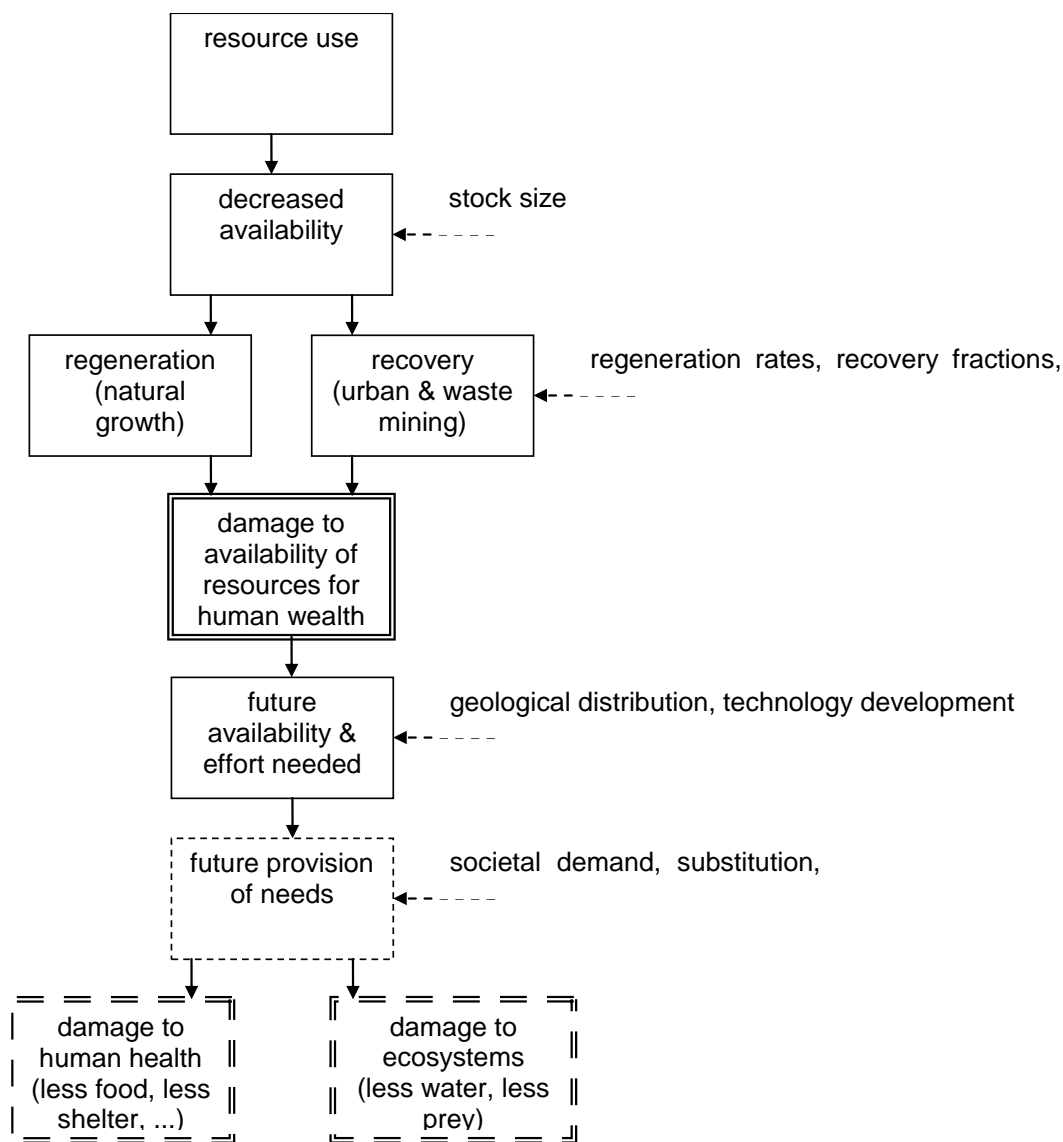 resource use
decreased
availability
stock size
regeneration
(natural
growth)
recovery
(urban & waste
mining)
regeneration rates, recovery fractions,
damage to
availability of
resources for
human wealth
future
availability &
effort needed
geological distribution, technology development
future provision
of needs
societal demand, substitution,
damage to
human health
(less food, less
shelter, ...)
damage to
ecosystems
(less water, less
prey)